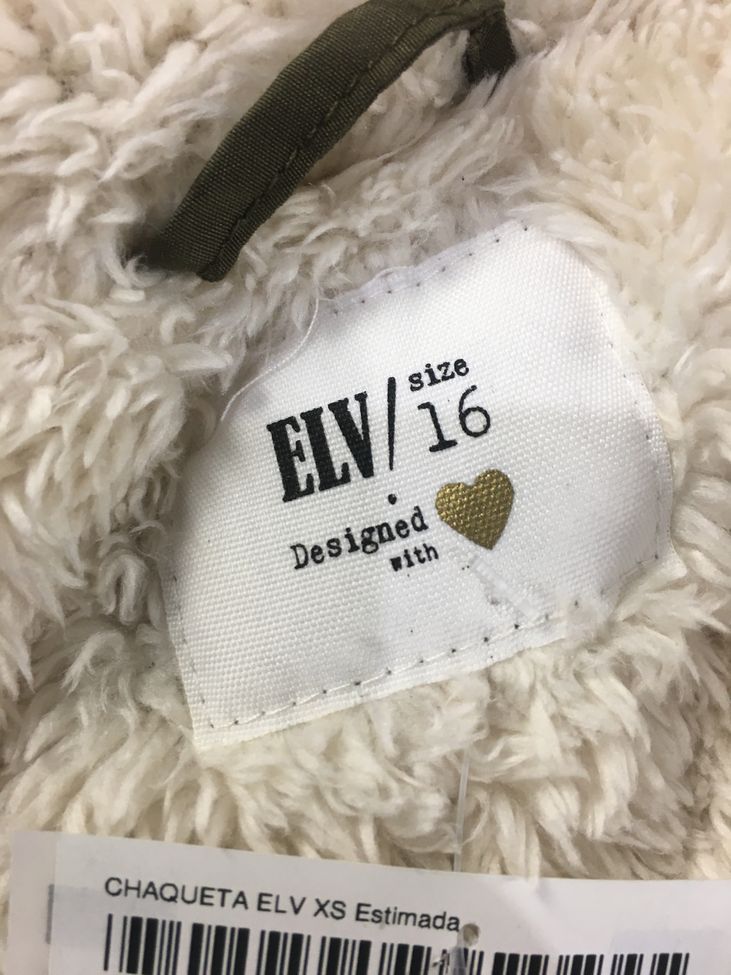 ELV/ size
16
Designed
with
CHAQUETA ELV XS Estimada